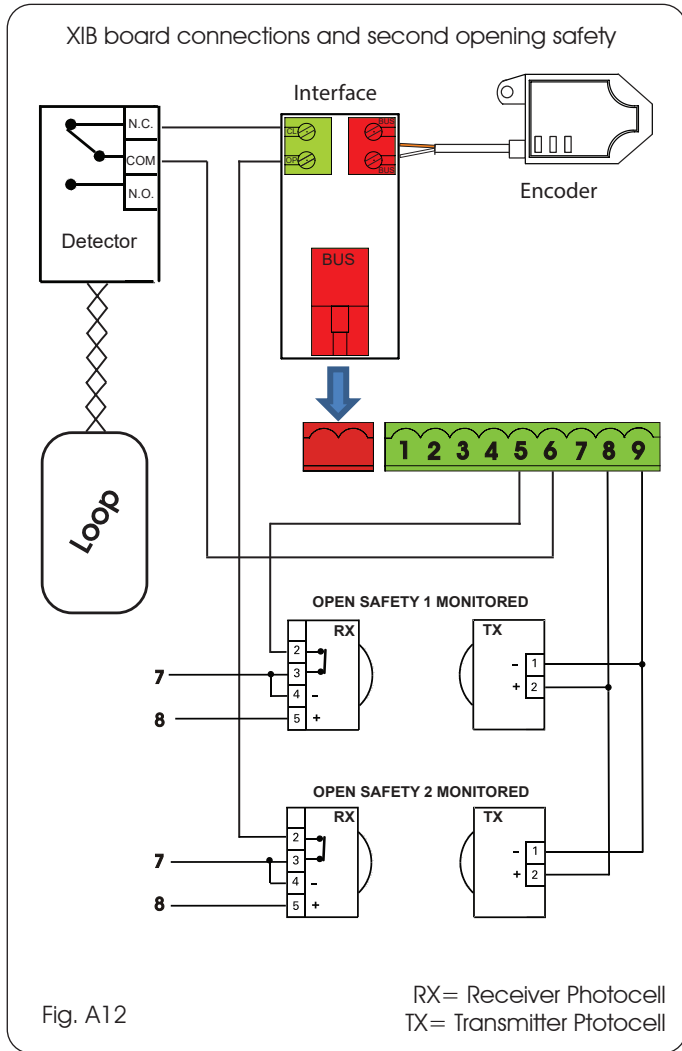 XIB board connections and second opening safety
Interface
N.C.
COM
N.O.
Detector
CL
OP
BUS
BUS
Encoder
BUS
Loop
1 2 3 4 5 6 7 8 9
OPEN SAFETY 1 MONITORED
RX
2
3
4 -
5 +
7
8
TX
- 1
+ 2
OPEN SAFETY 2 MONITORED
RX
2
3
4 -
5 +
7
8
TX
- 1
+ 2
Fig. A12
RX= Receiver Photocell
TX= Transmitter Ptotocell